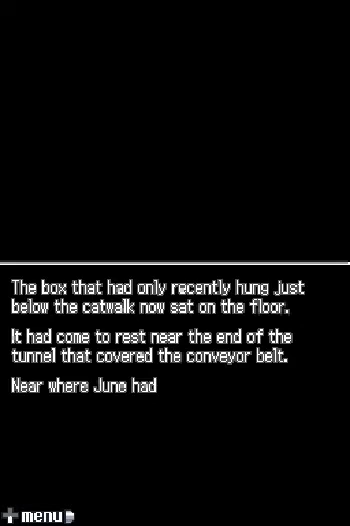 The box that had only recently hung just
below the catwalk now sat on the floor.
It had come to rest near the end of the
tunnel that covered the conveyor belt.
Near where June had
menu